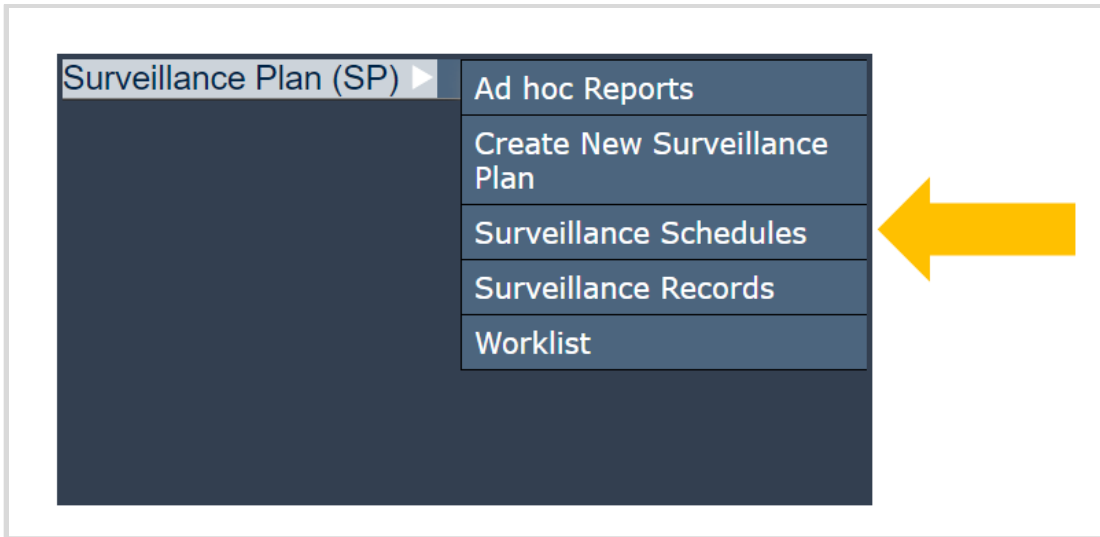 Surveillance Plan (SP)
Ad hoc Reports
Create New Surveillance
Plan
Surveillance Schedules
Surveillance Records
Worklist